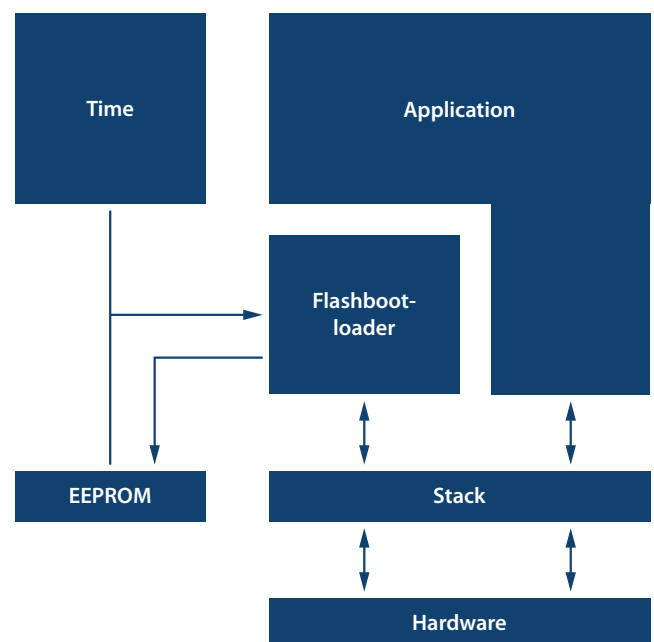 Time
Application
Flashboot-
loader
EEPROM
Stack
Hardware